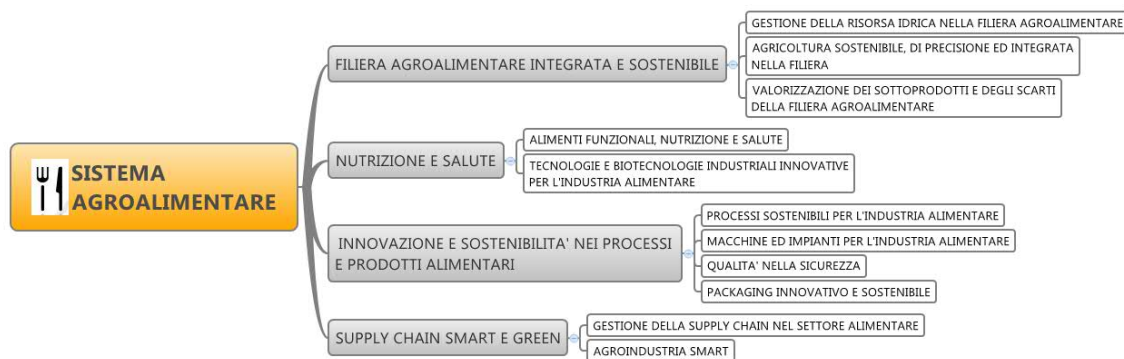 SISTEMA
AGROALIMENTARE
FILIERA AGROALIMENTARE INTEGRATA E SOSTENIBILE
GESTIONE DELLA RISORSA IDRICA NELLA FILIERA AGROALIMENTARE
AGRICOLTURA SOSTENIBILE, DI PRECISIONE ED INTEGRATA
NELLA FILIERA
VALORIZZAZIONE DEI SOTTOPRODOTTI E DEGLI SCARTI
DELLA FILIERA AGROALIMENTARE
NUTRIZIONE E SALUTE
ALIMENTI FUNZIONALI, NUTRIZIONE E SALUTE
TECNOLOGIE E BIOTECNOLOGIE INDUSTRIALI INNOVATIVE
PER L'INDUSTRIA ALIMENTARE
INNOVAZIONE E SOSTENIBILITA' NEI PROCESSI
E PRODOTTI ALIMENTARI
PROCESSI SOSTENIBILI PER L'INDUSTRIA ALIMENTARE
MACCHINE ED IMPIANTI PER L'INDUSTRIA ALIMENTARE
QUALITA' NELLA SICUREZZA
PACKAGING INNOVATIVO E SOSTENIBILE
SUPPLY CHAIN SMART E GREEN
GESTIONE DELLA SUPPLY CHAIN NEL SETTORE ALIMENTARE
AGROINDUSTRIA SMART